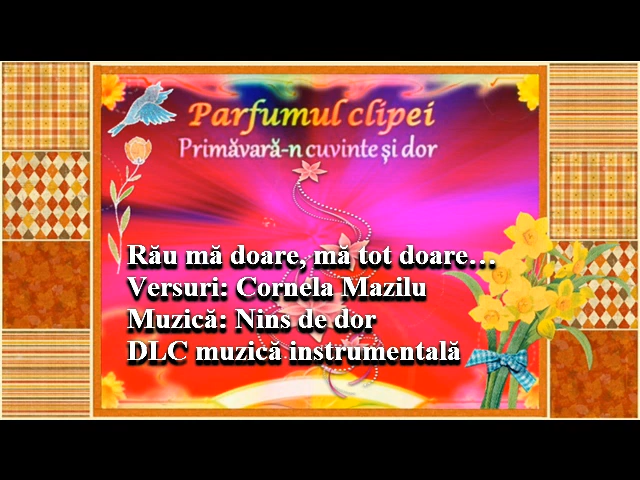 Parfumul clipei
Primăvară-n cuvinte și dor
Rău mă doare, mă tot doare...
Versuri: Cornela Mazilu
Muzică: Nins de dor
DLC muzică instrumentală